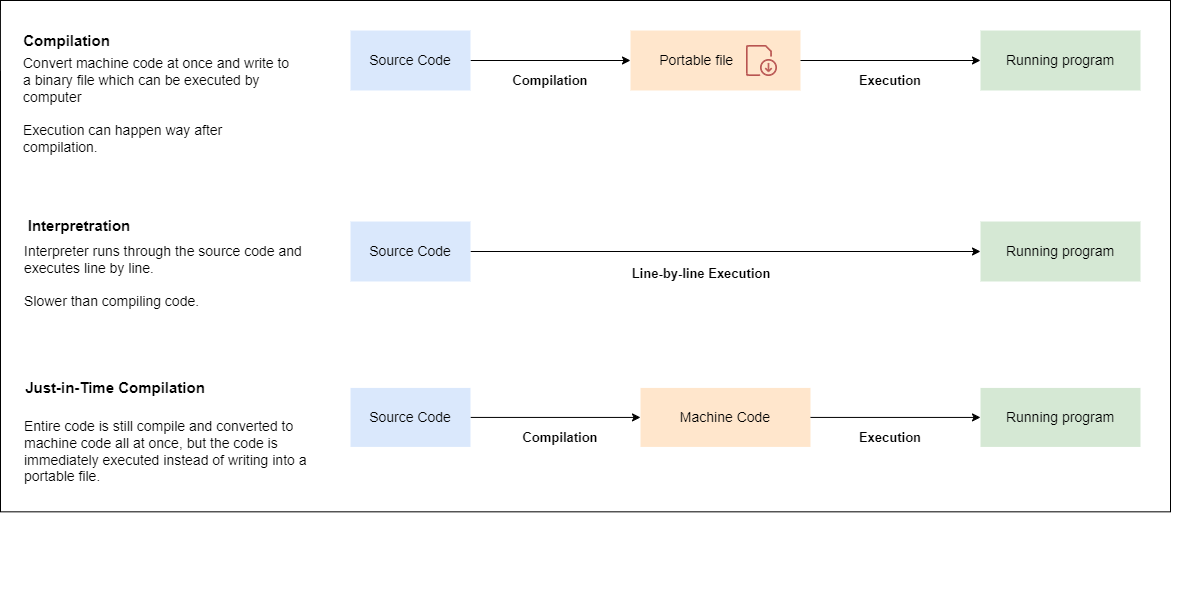 Compilation
Convert machine code at once and write to
a binary file which can be executed by
computer
Execution can happen way after
compilation.
Source Code
Compilation
Portable file
Execution
Running program
Interpretration
Interpreter runs through the source code and
executes line by line.
Slower than compiling code.
Source Code
Line-by-line Execution
Running program
Just-in-Time Compilation
Entire code is still compile and converted to
machine code all at once, but the code is
immediately executed instead of writing into a
portable file.
Source Code
Compilation
Machine Code
Execution
Running program